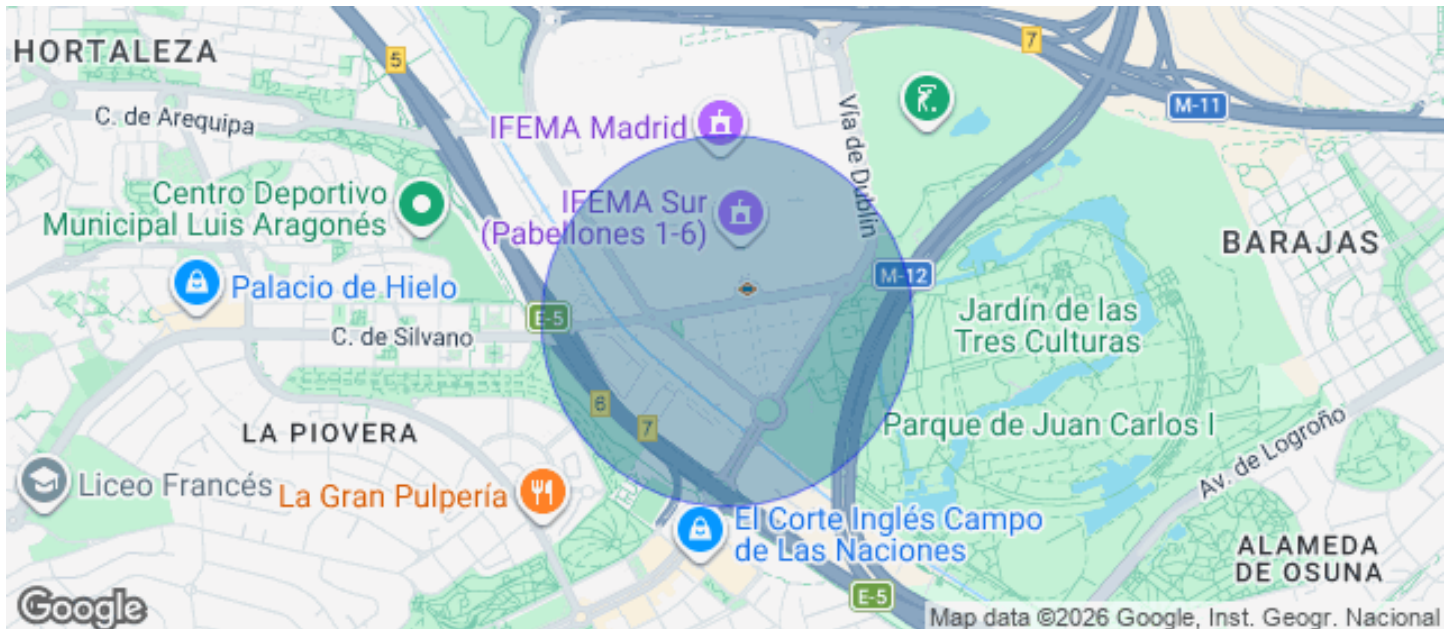 HORTALEZA
5
7
C. de Arequipa
IFEMA Madrid
Vía de Dublín
M-11
Centro Deportivo
Municipal Luis Aragonés
IFEMA Sur
(Pabellones 1-6)
BARAJAS
Palacio de Hielo
M-12
E-5
C. de Silvano
Jardín de las
Tres Culturas
6
7
LA PIOVERA
Parque de Juan Carlos I
Av. de Logroño
Liceo Francés
La Gran Pulpería
El Corte Inglés Campo
de Las Naciones
ALAMEDA
DE OSUNA
E-5
Google
Map data ©2026 Google, Inst. Geogr. Nacional